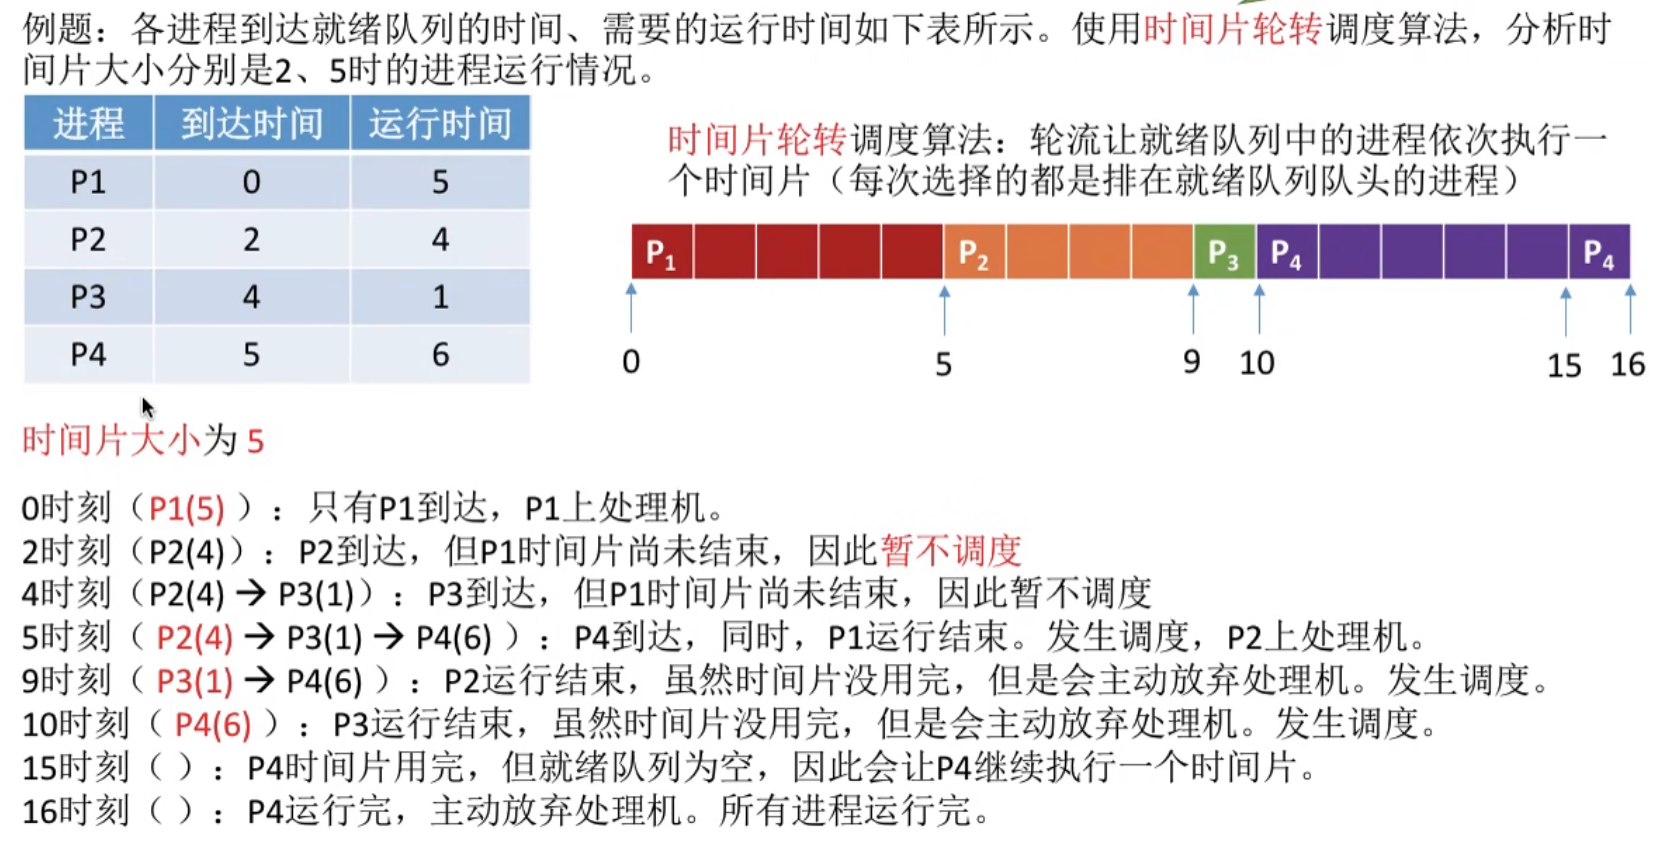 例题：各进程到达就绪队列的时间、需要的运行时间如下表所示。使用时间片轮转调度算法，分析时
间片大小分别是2、5时的进程运行情况。
进程 到达时间 运行时间
P1 0 5
P2 2 4
P3 4 1
P4 5 6
时间片轮转调度算法：轮流让就绪队列中的进程依次执行一
个时间片（每次选择的都是排在就绪队列队头的进程）
P₁ P₂ P₃ P₄ P₄
0 5 9 10 15 16
时间片大小为 5
0时刻（P1(5) ）：只有P1到达，P1上处理机。
2时刻（P2(4)）：P2到达，但P1时间片尚未结束，因此暂不调度
4时刻（P2(4) → P3(1)）：P3到达，但P1时间片尚未结束，因此暂不调度
5时刻（ P2(4) → P3(1) → P4(6) ）：P4到达，同时，P1运行结束。发生调度，P2上处理机。
9时刻（ P3(1) → P4(6) ）：P2运行结束，虽然时间片没用完，但是会主动放弃处理机。发生调度。
10时刻（ P4(6) ）：P3运行结束，虽然时间片没用完，但是会主动放弃处理机。发生调度。
15时刻（ ）：P4时间片用完，但就绪队列为空，因此会让P4继续执行一个时间片。
16时刻（ ）：P4运行完，主动放弃处理机。所有进程运行完。